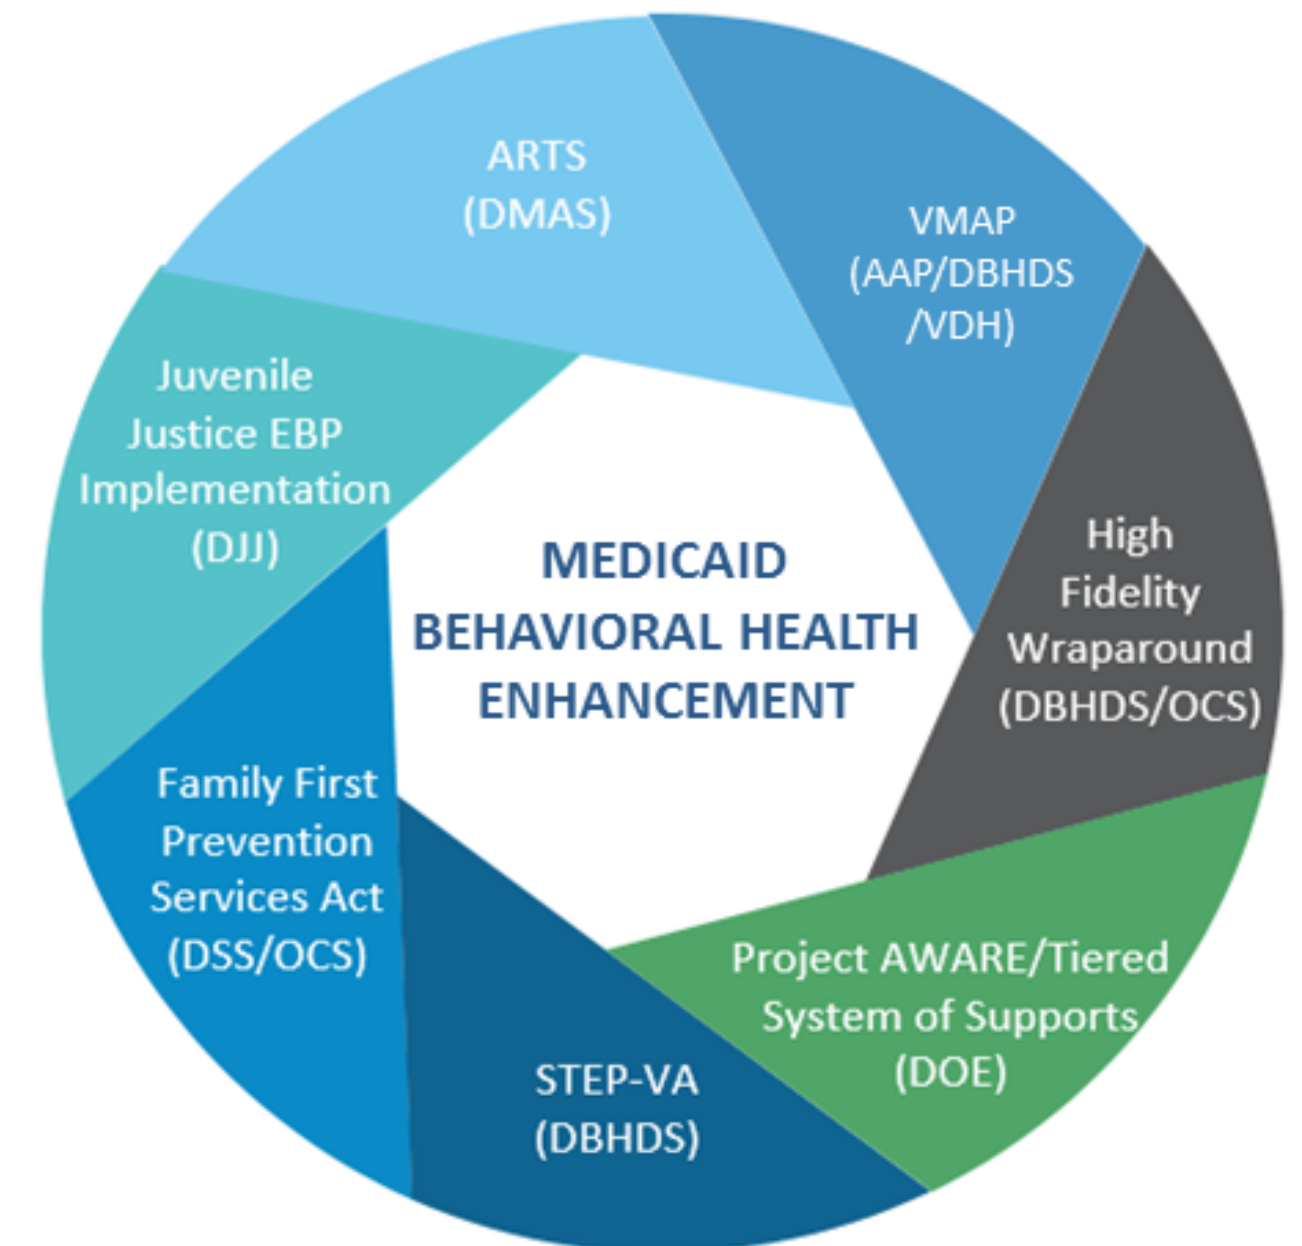 ARTS
(DMAS)
VMAP
(AAP/DBHDS
/VDH)
Juvenile
Justice EBP
Implementation
(DJJ)
High
Fidelity
Wraparound
(DBHDS/OCS)
MEDICAID
BEHAVIORAL HEALTH
ENHANCEMENT
Family First
Prevention
Services Act
(DSS/OCS)
Project AWARE/Tiered
System of Supports
(DOE)
STEP-VA
(DBHDS)